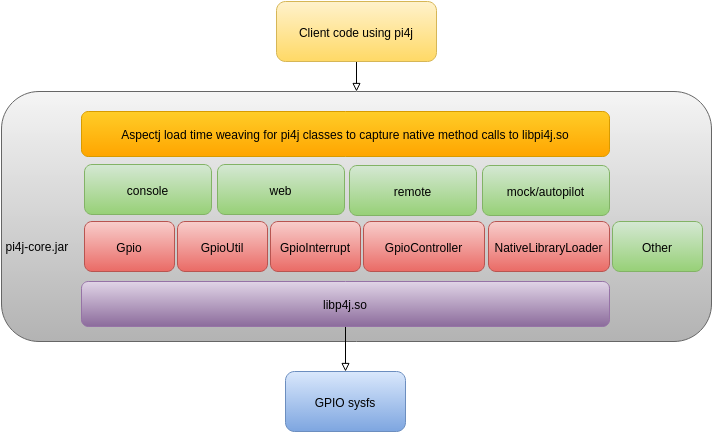 Client code using pi4j
Aspectj load time weaving for pi4j classes to capture native method calls to libpi4j.so
console
web
remote
mock/autopilot
pi4j-core.jar
Gpio
GpioUtil
GpioInterrupt
GpioController
NativeLibraryLoader
Other
libp4j.so
GPIO sysfs